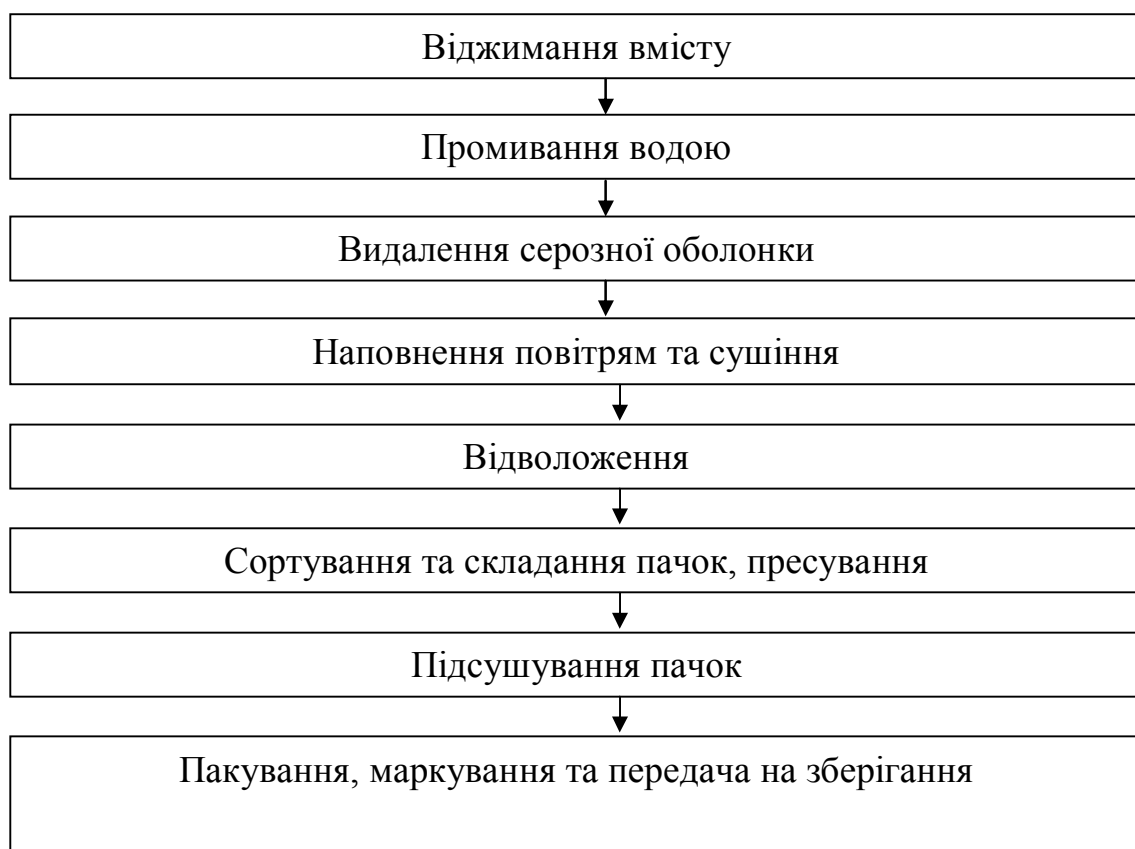 Віджимання вмісту
Промивання водою
Видалення серозної оболонки
Наповнення повітрям та сушіння
Відволоження
Сортування та складання пачок, пресування
Підсушування пачок
Пакування, маркування та передача на зберігання